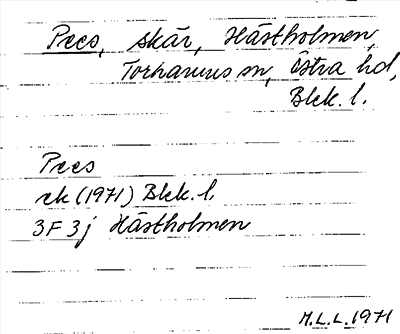 Prees, skär, Hästholmen,
Torhamns sn, Östra hd,
Blek. l.
Prees
ek (1971) Blek. l.
3F 3j Hästholmen
M.L.L. 1971